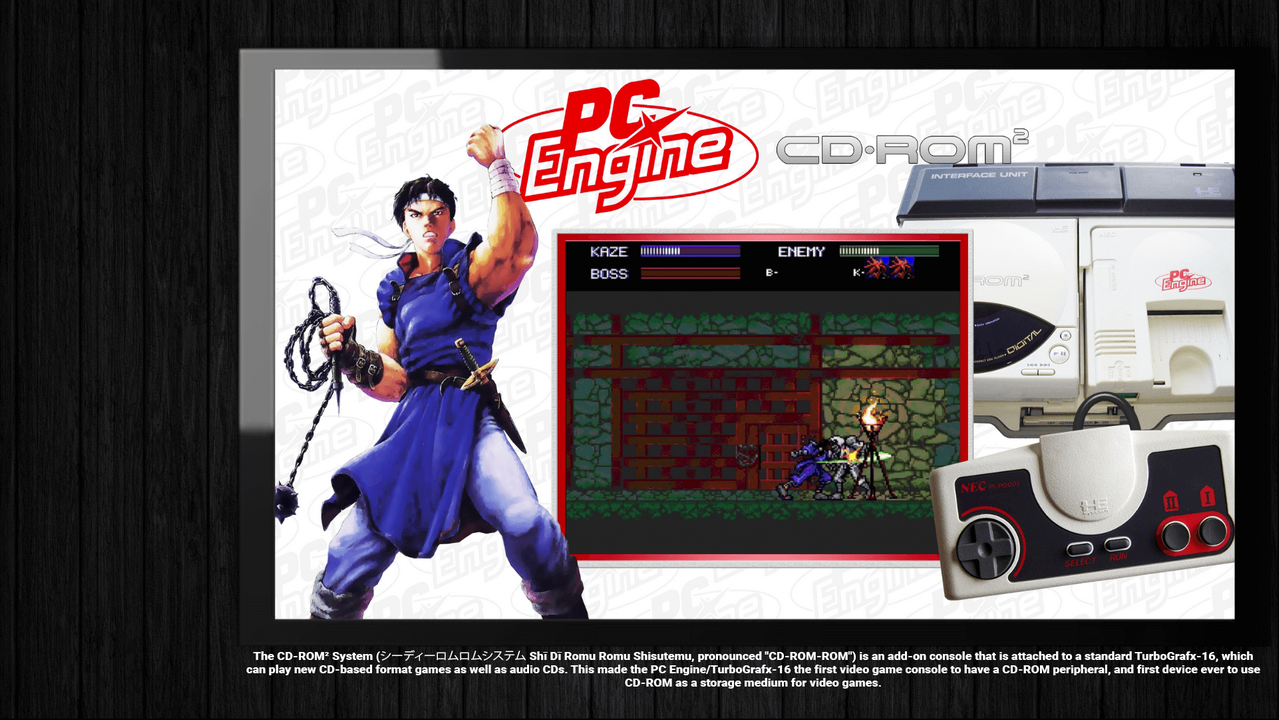 PC
Engine
CD·ROM²
INTERFACE UNIT
KAZE
ENEMY
BOSS
B-
K-
ROM²
PC
Engine
DIGITAL
NEC
SELECT
RUN
II
I
The CD-ROM² System (シーディーロムロムシステム Shī Dī Romu Romu Shisutemu, pronounced "CD-ROM-ROM") is an add-on console that is attached to a standard TurboGrafx-16, which
can play new CD-based format games as well as audio CDs. This made the PC Engine/TurboGrafx-16 the first video game console to have a CD-ROM peripheral, and first device ever to use
CD-ROM as a storage medium for video games.